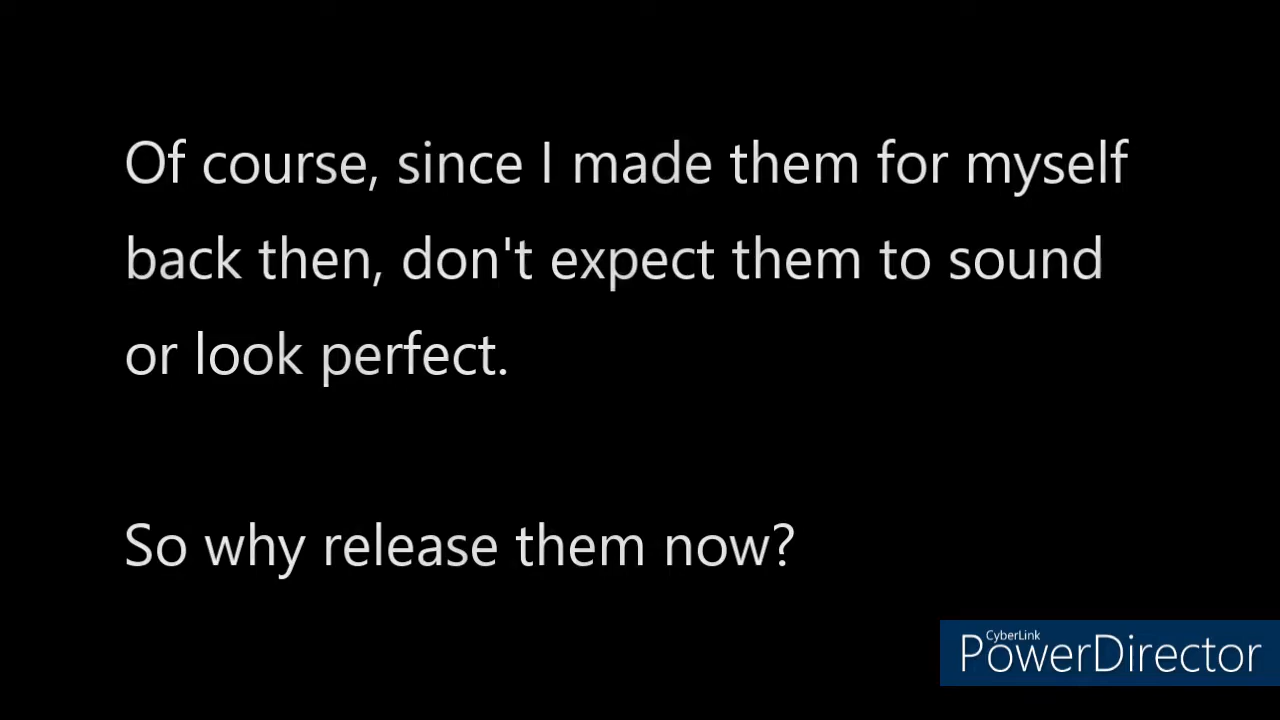 Of course, since I made them for myself
back then, don't expect them to sound
or look perfect.
So why release them now?
CyberLink
PowerDirector